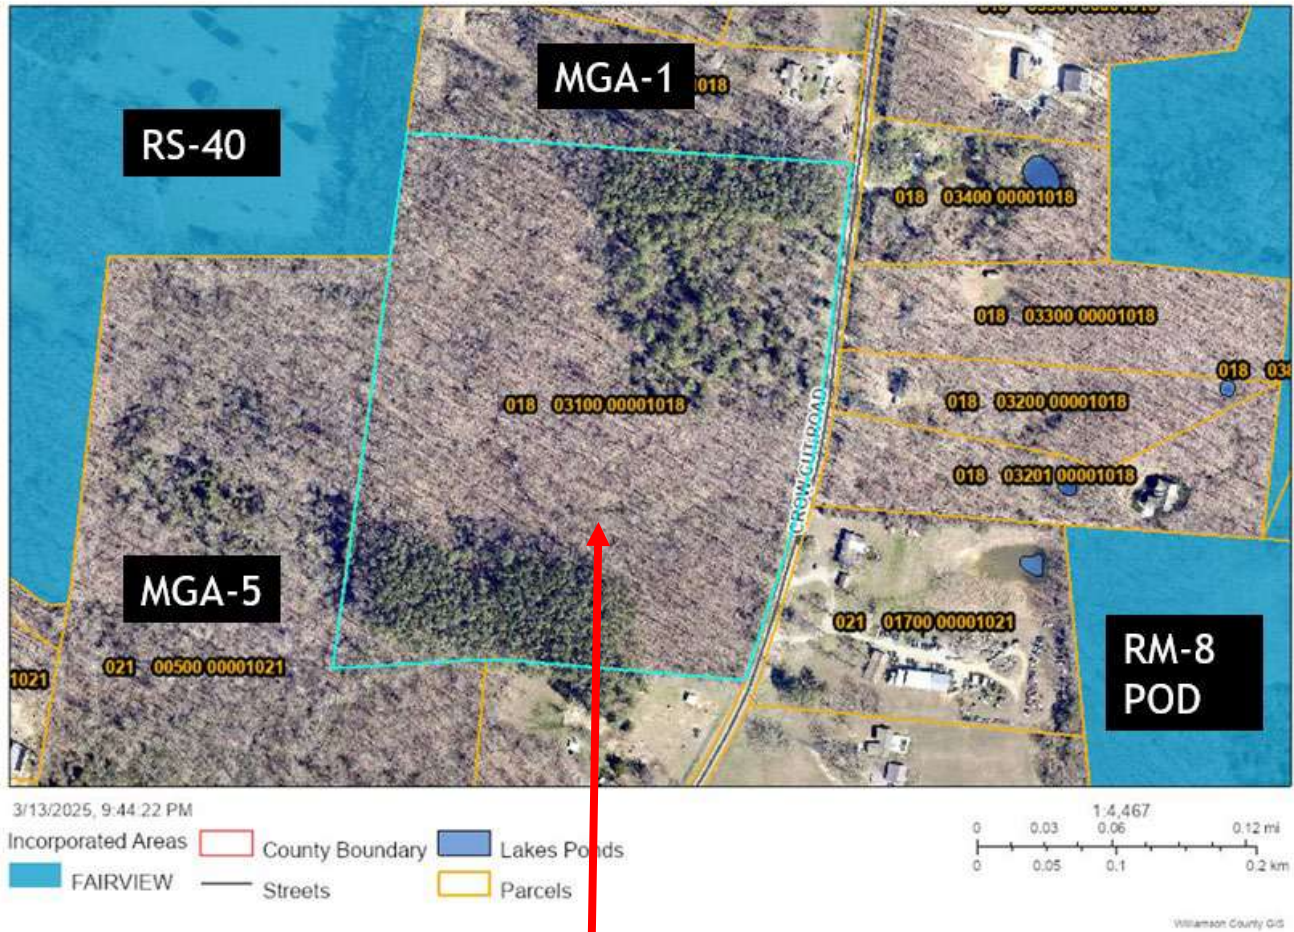 MGA-1
1018
RS-40
018 03400 00001018
018 03300 00001018
018
018 03200 00001018
018 03100 00001018
CROW CUT ROAD
018 03201 00001018
MGA-5
021 01700 00001021
021 00500 00001021
1021
RM-8
POD
3/13/2025, 9:44:22 PM
Incorporated Areas
FAIRVIEW
County Boundary
Streets
Lakes Ponds
Parcels
1:4,467
0 0.03 0.06 0.12 mi
0 0.05 0.1 0.2 km
Williamson County GIS